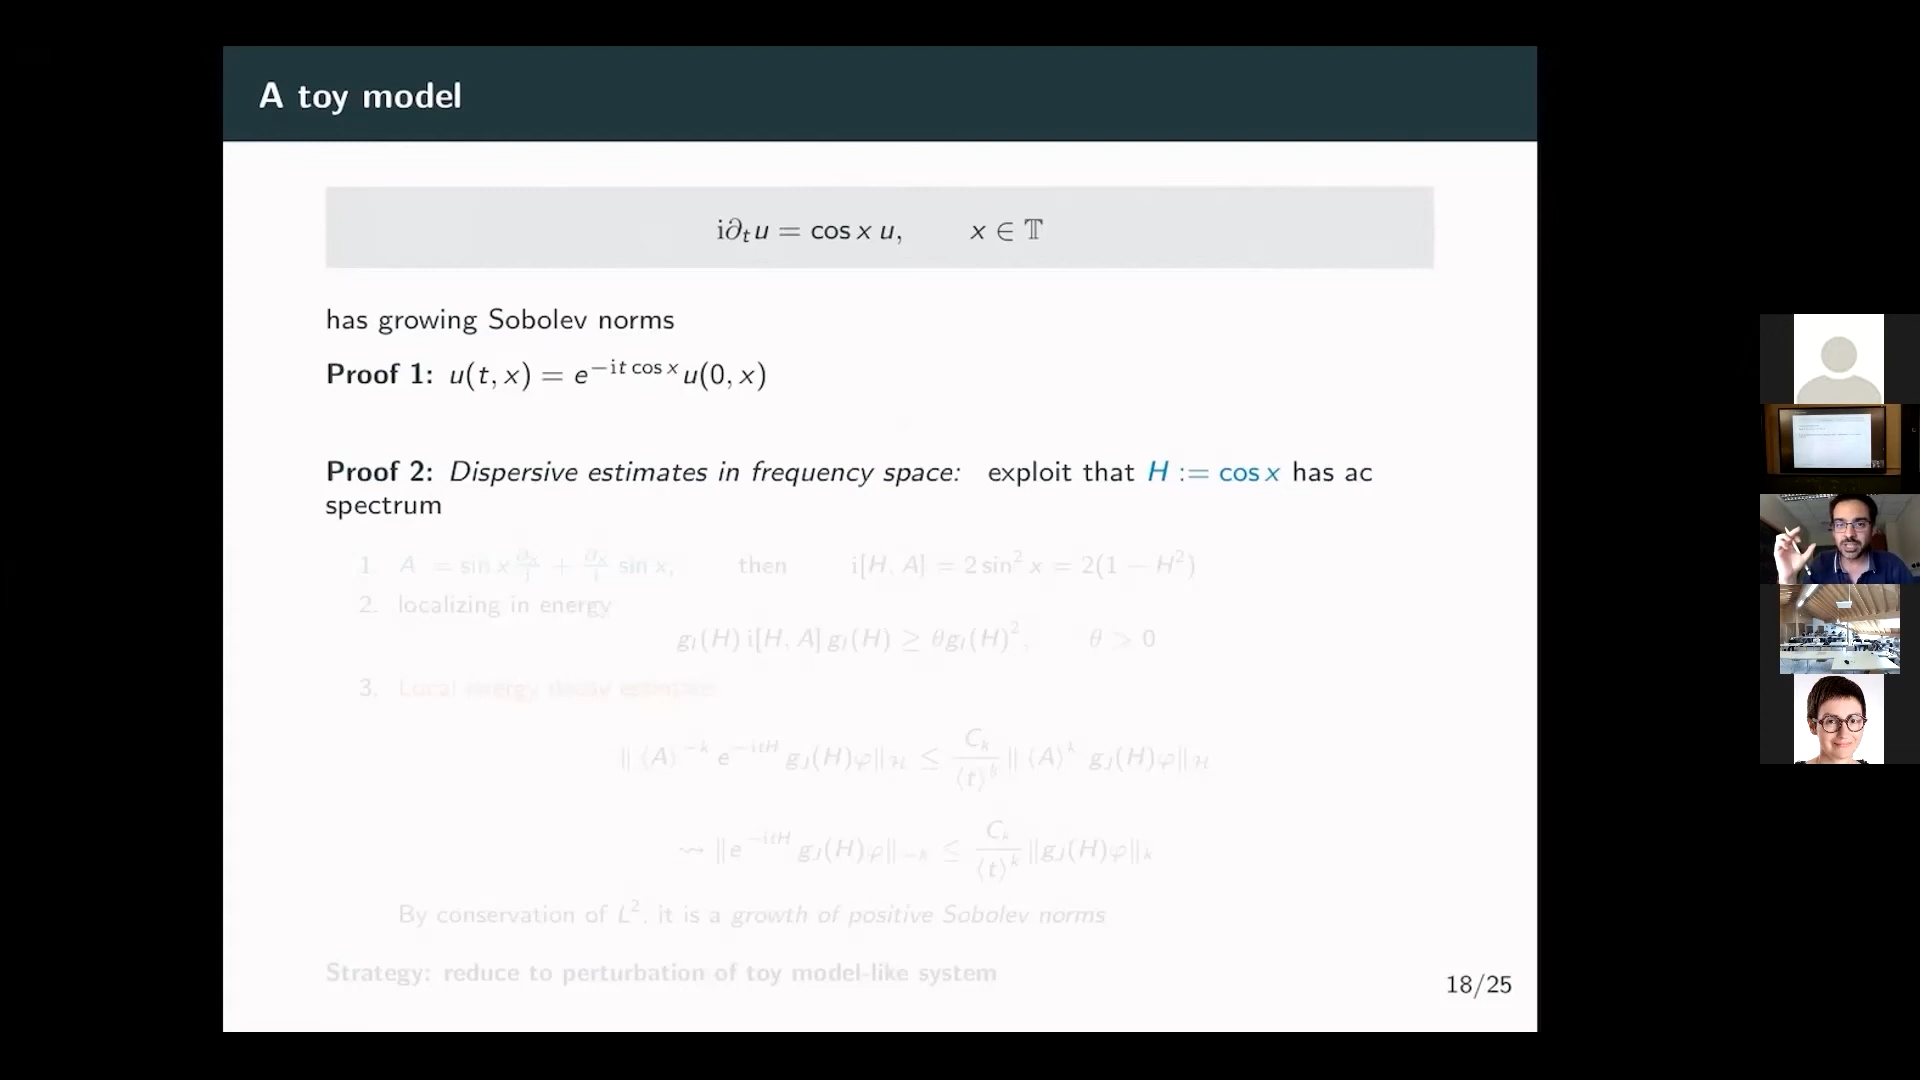 A toy model
i∂ₜu = cos x u, x ∈ 𝕋
has growing Sobolev norms
Proof 1: u(t, x) = e^{−it cos x} u(0, x)
Proof 2: Dispersive estimates in frequency space: exploit that H := cos x has ac
spectrum
1. A = sin x ∂ₓ/i + ∂ₓ/i sin x, then i[H, A] = 2 sin² x = 2(1 − H²)
2. localizing in energy
g_I(H) i[H, A] g_I(H) ≥ θg_I(H)², θ > 0
3. Local energy decay estimate
‖⟨A⟩^{−k} e^{−itH} g_J(H)φ‖_ℋ ≤ C_k/⟨t⟩^k ‖⟨A⟩^k g_J(H)φ‖_ℋ
⇝ ‖e^{−itH} g_J(H)φ‖_{−k} ≤ C_k/⟨t⟩^k ‖g_J(H)φ‖_k
By conservation of L², it is a growth of positive Sobolev norms
Strategy: reduce to perturbation of toy model-like system
18/25